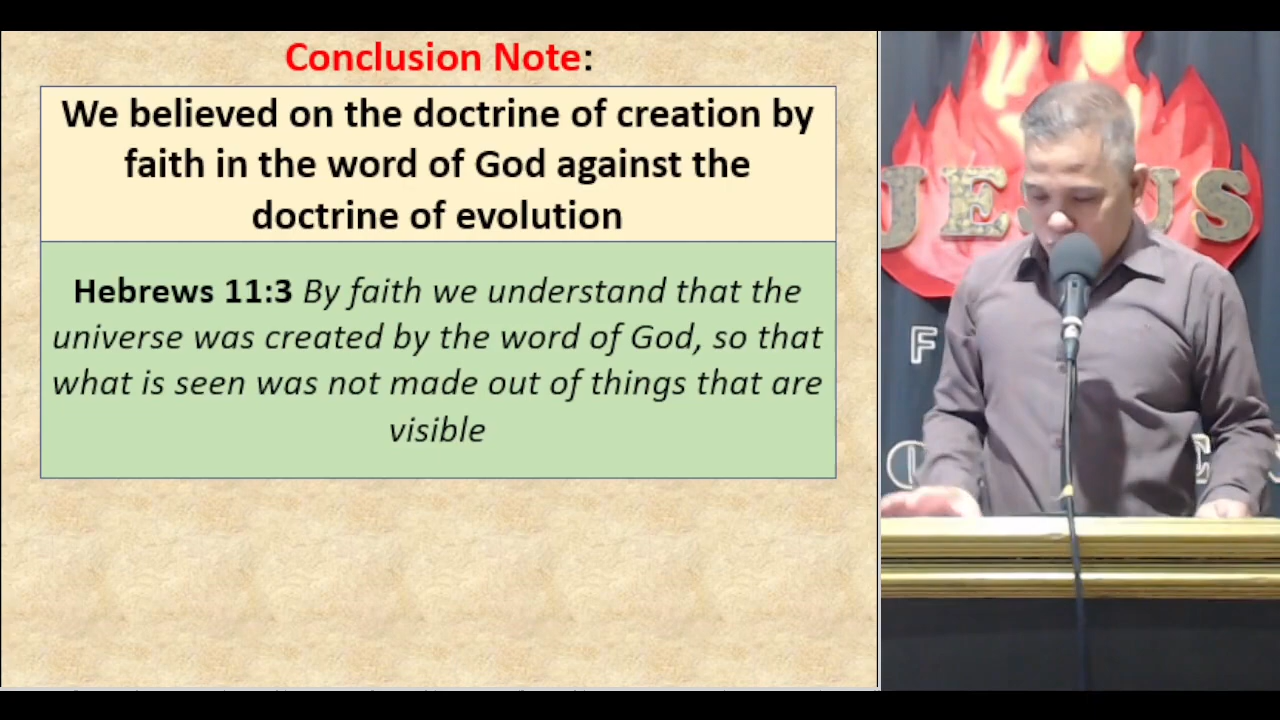 Conclusion Note:
We believed on the doctrine of creation by
faith in the word of God against the
doctrine of evolution
Hebrews 11:3 By faith we understand that the
universe was created by the word of God, so that
what is seen was not made out of things that are
visible
JESUS